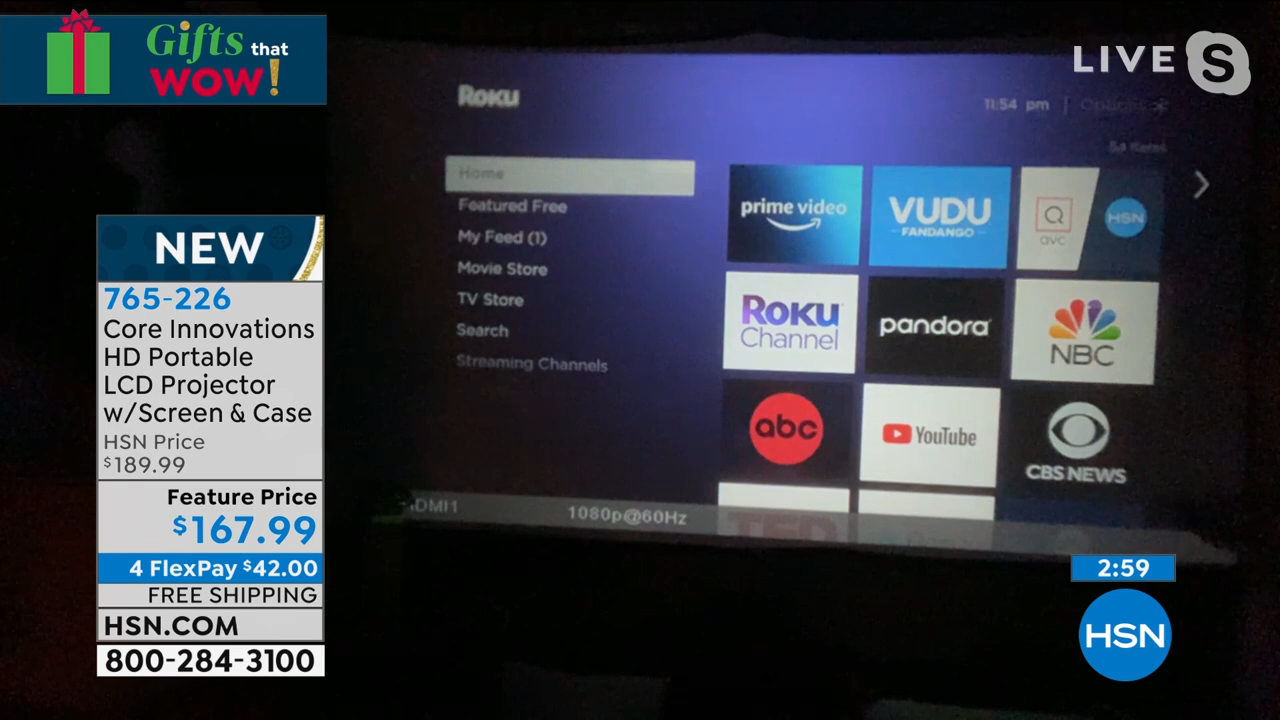 Gifts that
WOW!
LIVE S
NEW
765-226
Core Innovations
HD Portable
LCD Projector
w/Screen & Case
HSN Price
$189.99
Feature Price
$167.99
4 FlexPay $42.00
FREE SHIPPING
HSN.COM
800-284-3100
Roku
11:54 pm | Options
Home
Featured Free
My Feed (1)
Movie Store
TV Store
Search
Streaming Channels
prime video
VUDU
FANDANGO
Q
QVC
HSN
Roku
Channel
pandora
NBC
abc
YouTube
CBS NEWS
TED
HDMI1
1080p@60Hz
2:59
HSN